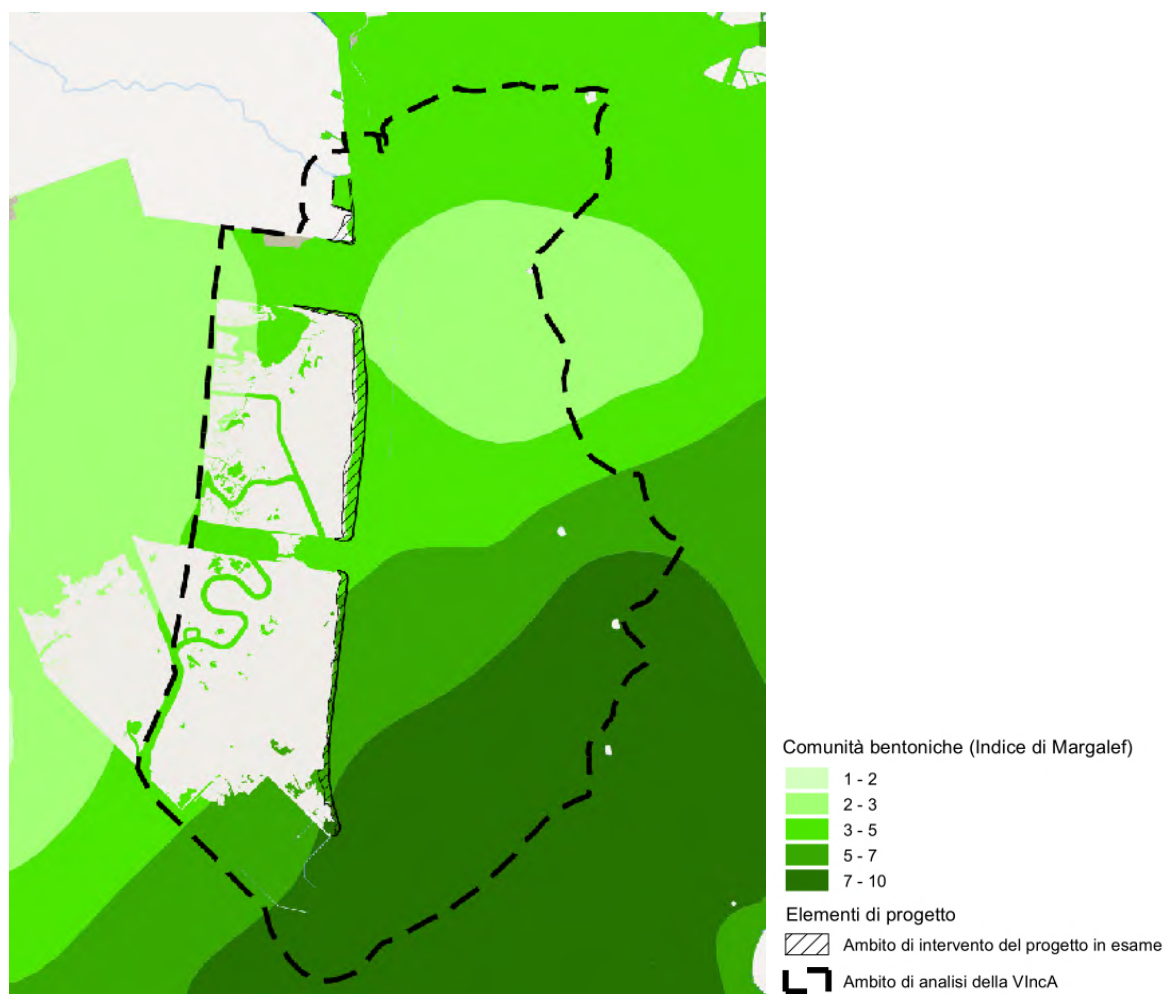 Comunità bentoniche (Indice di Margalef)
1 - 2
2 - 3
3 - 5
5 - 7
7 - 10
Elementi di progetto
Ambito di intervento del progetto in esame
Ambito di analisi della VIncA